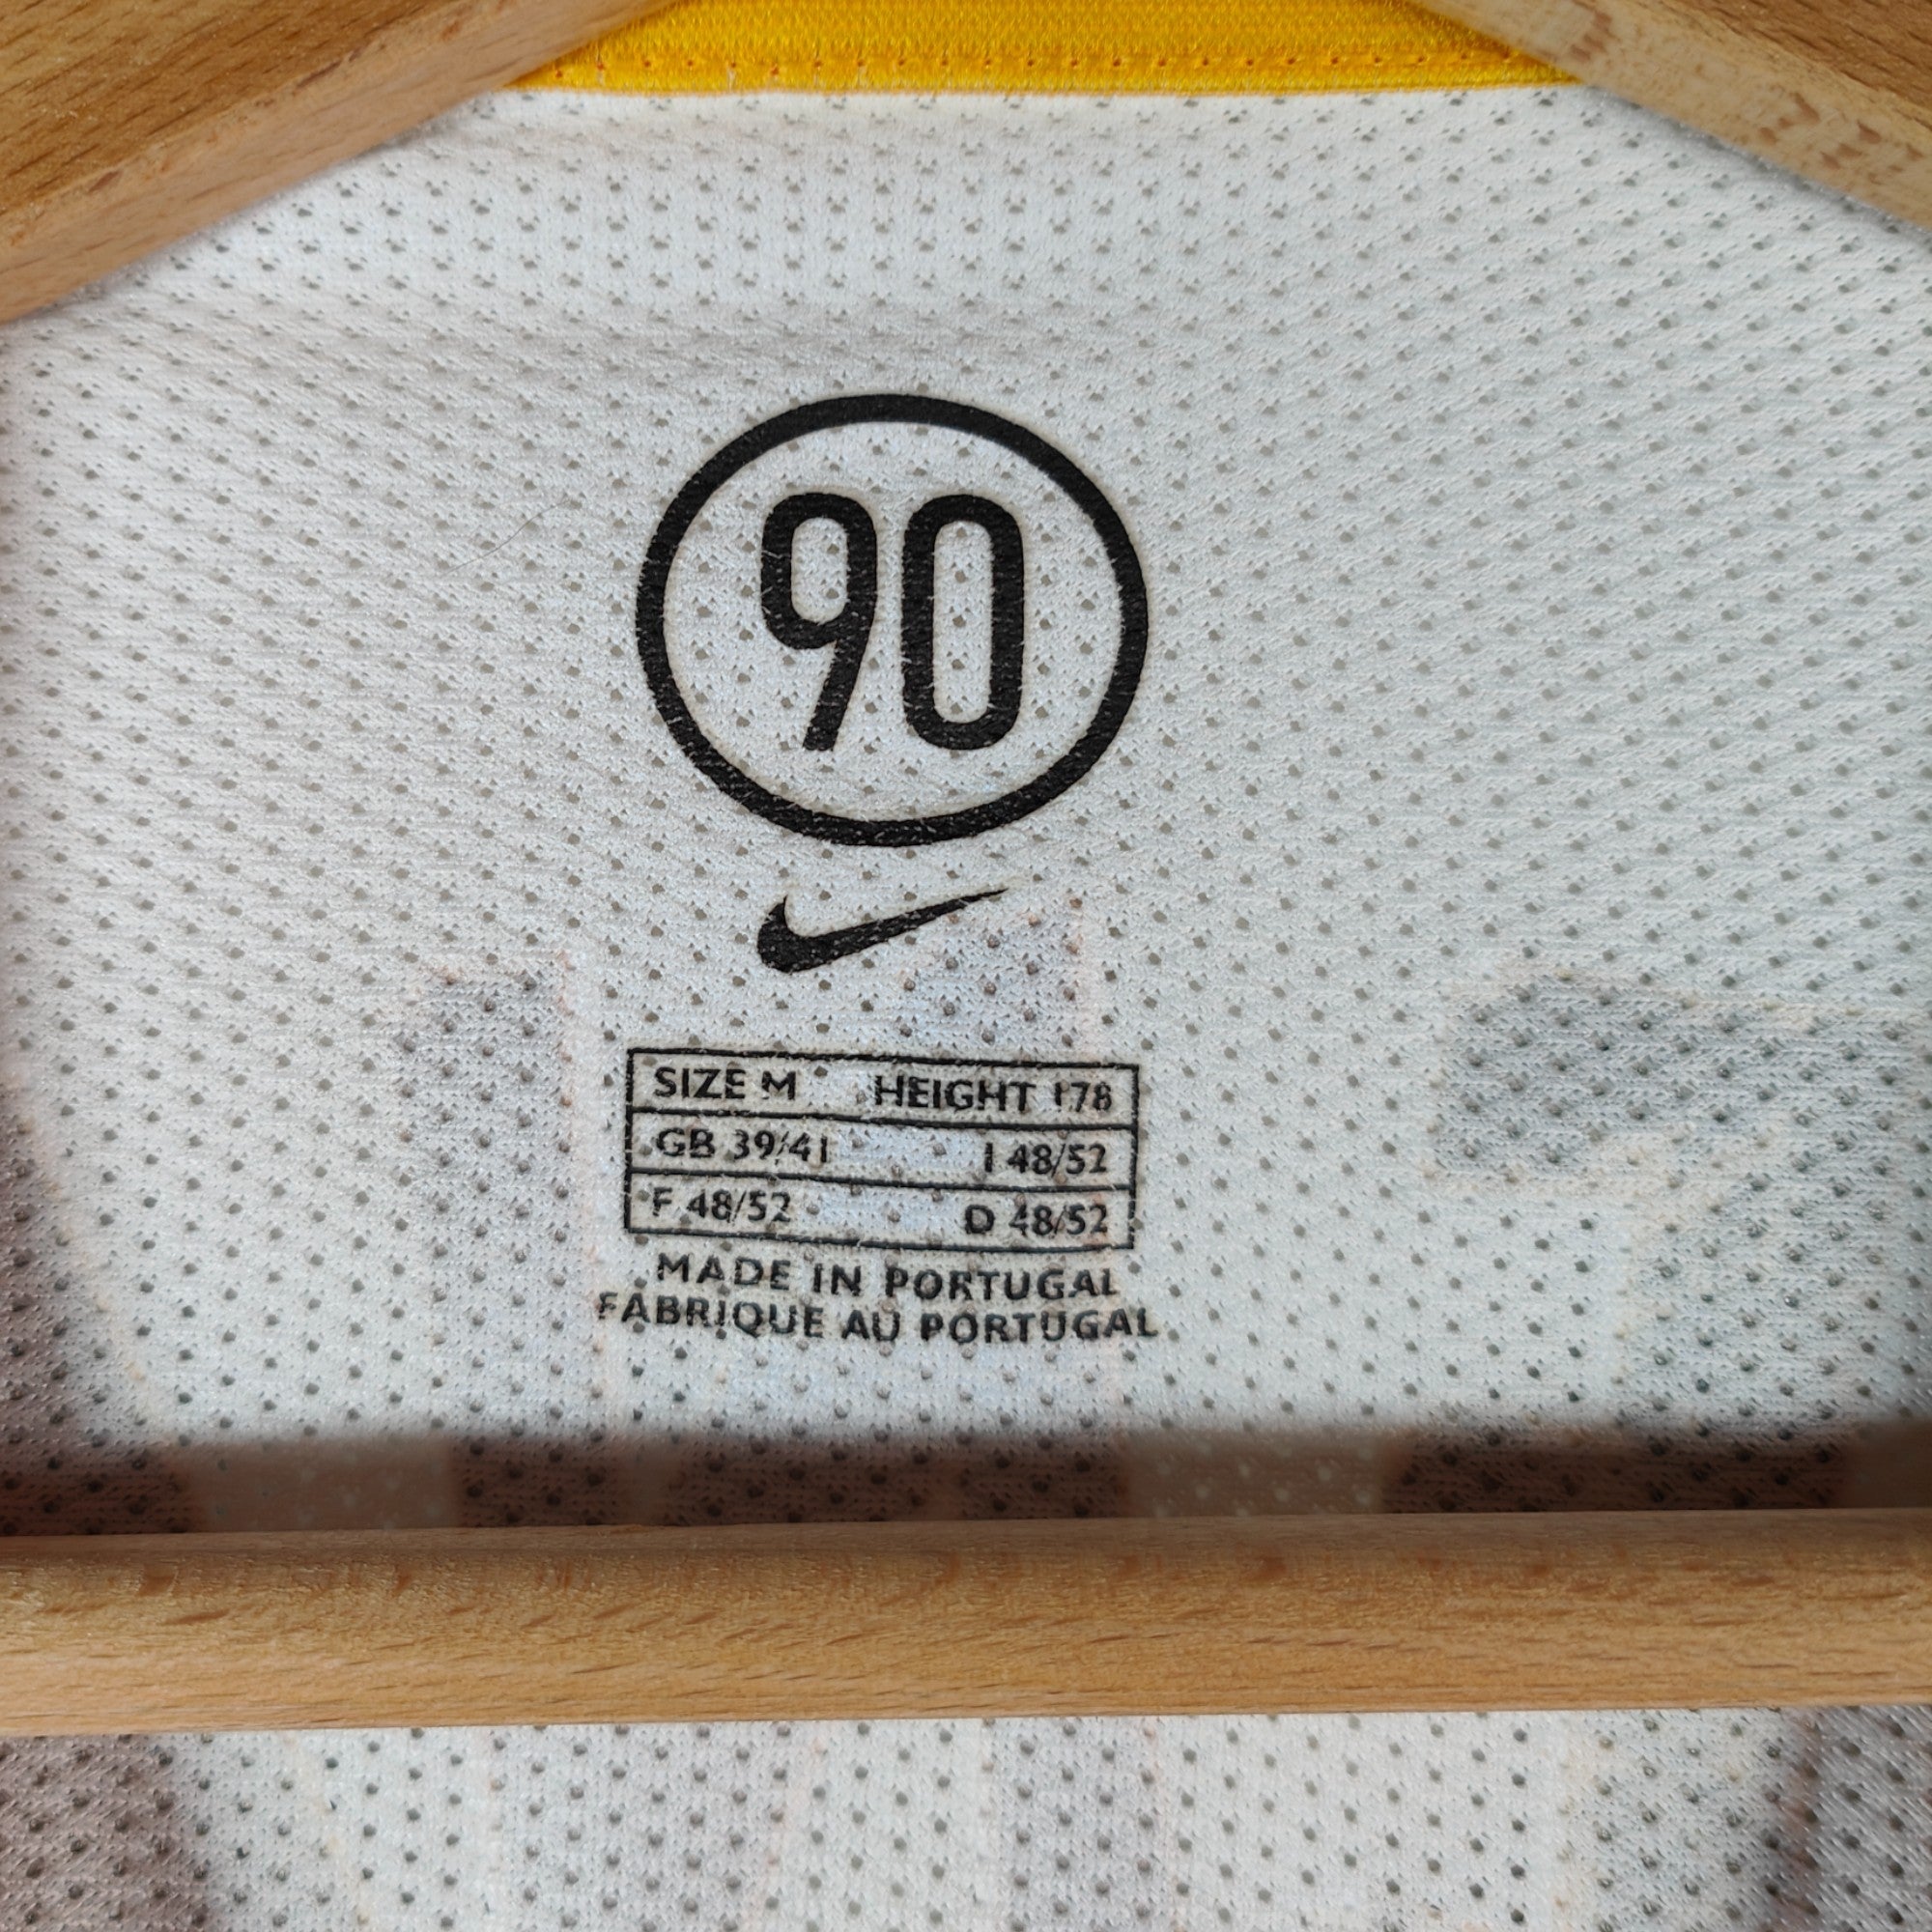 90
SIZE M HEIGHT 178
GB 39/41 I 48/52
F 48/52 D 48/52
MADE IN PORTUGAL
FABRIQUE AU PORTUGAL